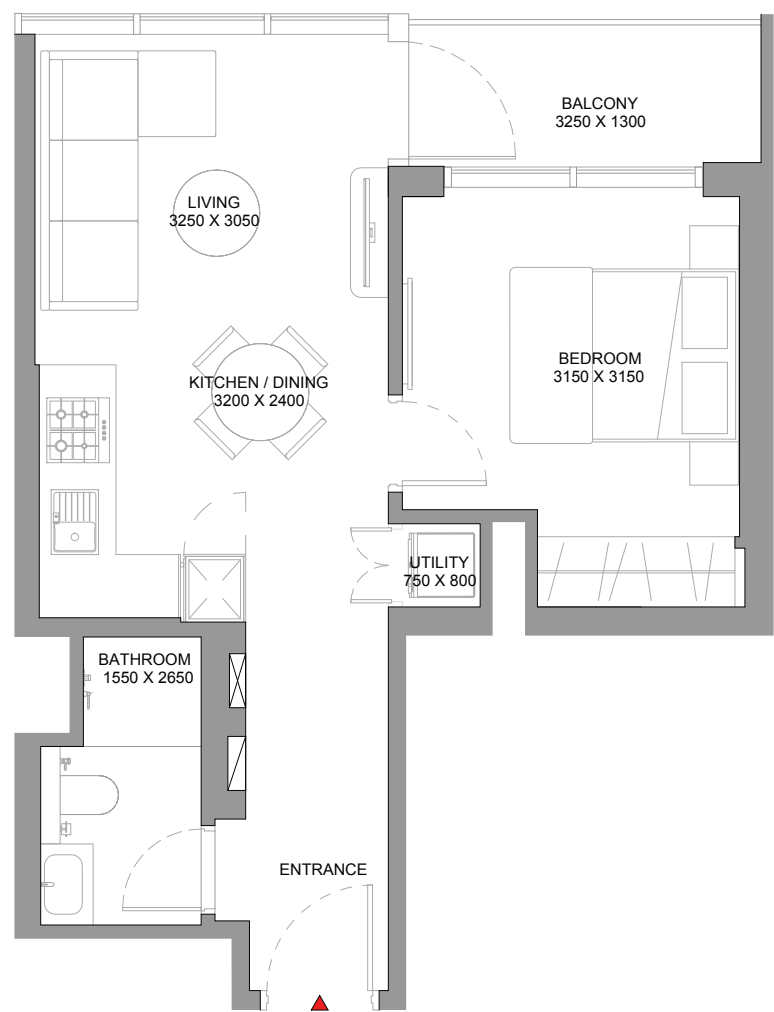 BALCONY
3250 X 1300
LIVING
3250 X 3050
BEDROOM
3150 X 3150
KITCHEN / DINING
3200 X 2400
UTILITY
750 X 800
BATHROOM
1550 X 2650
ENTRANCE